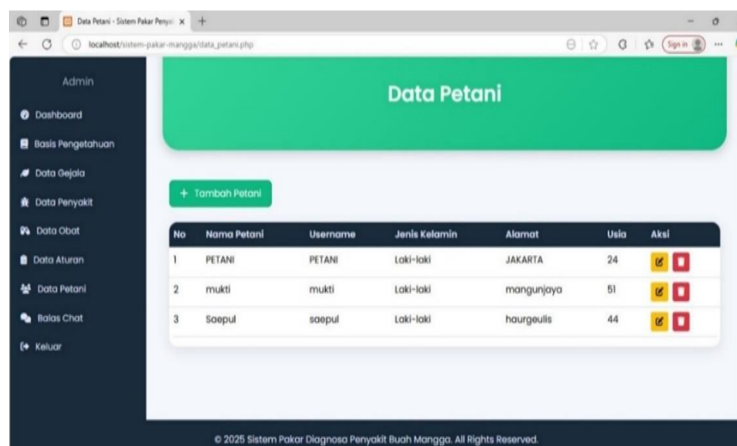 Data Petani - Sistem Pakar Penya
localhost/sistem-pakar-mangga/data_petani.php
Sign in
Admin
Dashboard
Basis Pengetahuan
Data Gejala
Data Penyakit
Data Obat
Data Aturan
Data Petani
Balas Chat
Keluar
Data Petani
+ Tambah Petani
No Nama Petani Username Jenis Kelamin Alamat Usia Aksi
1 PETANI PETANI Laki-laki JAKARTA 24
2 mukti mukti Laki-laki mangunjaya 51
3 Saepul saepul Laki-laki haurgeulis 44
© 2025 Sistem Pakar Diagnosa Penyakit Buah Mangga. All Rights Reserved.